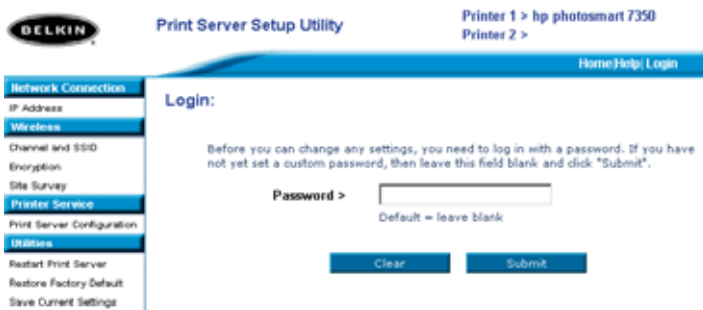 BELKIN
Print Server Setup Utility
Printer 1 > hp photosmart 7350
Printer 2 >
Home|Help| Login
Network Connection
IP Address
Wireless
Channel and SSID
Encryption
Site Survey
Printer Service
Print Server Configuration
Utilities
Restart Print Server
Restore Factory Default
Save Current Settings
Login:
Before you can change any settings, you need to log in with a password. If you have
not yet set a custom password, then leave this field blank and click "Submit".
Password >
Default = leave blank
Clear
Submit